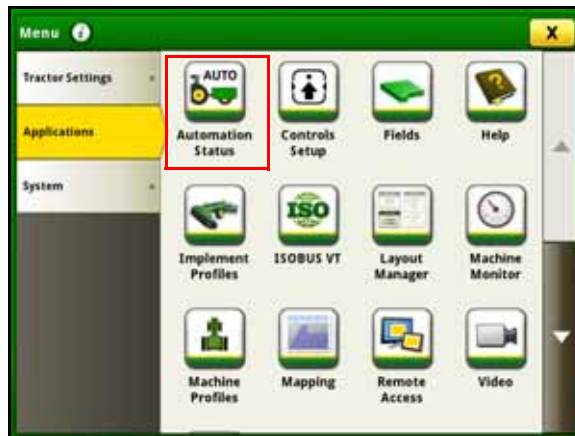 Menu i
X
Tractor Settings
Applications
System
AUTO
Automation
Status
Controls
Setup
Fields
?
Help
Implement
Profiles
ISO
ISOBUS VT
Layout
Manager
Machine
Monitor
Machine
Profiles
Mapping
Remote
Access
Video